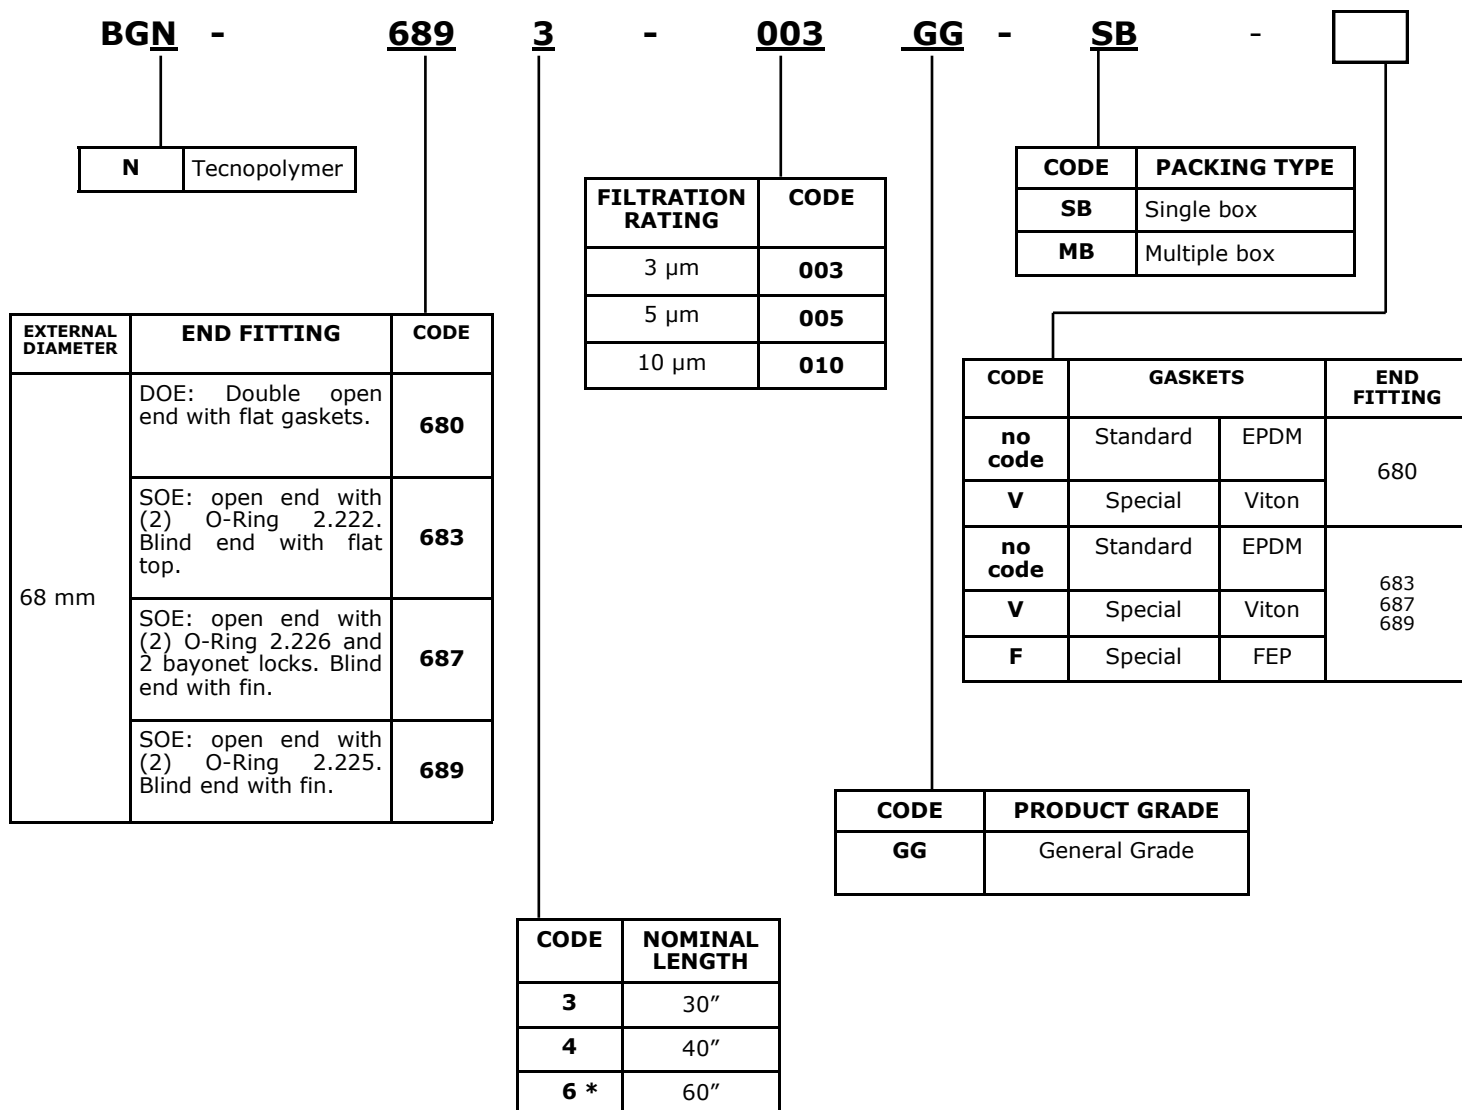 BGN - 689 3 - 003 GG - SB -
N Tecnopolymer
CODE PACKING TYPE
SB Single box
MB Multiple box
FILTRATION
RATING
CODE
3 µm 003
5 µm 005
10 µm 010
EXTERNAL
DIAMETER
END FITTING
CODE
68 mm
DOE: Double open
end with flat gaskets.
680
SOE: open end with
(2) O-Ring 2.222.
Blind end with flat
top.
683
SOE: open end with
(2) O-Ring 2.226 and
2 bayonet locks. Blind
end with fin.
687
SOE: open end with
(2) O-Ring 2.225.
Blind end with fin.
689
CODE GASKETS
END
FITTING
no
code
Standard EPDM
680
V Special Viton
no
code
Standard EPDM
683
687
689
V Special Viton
F Special FEP
CODE PRODUCT GRADE
GG General Grade
CODE
NOMINAL
LENGTH
3 30″
4 40″
6 * 60″